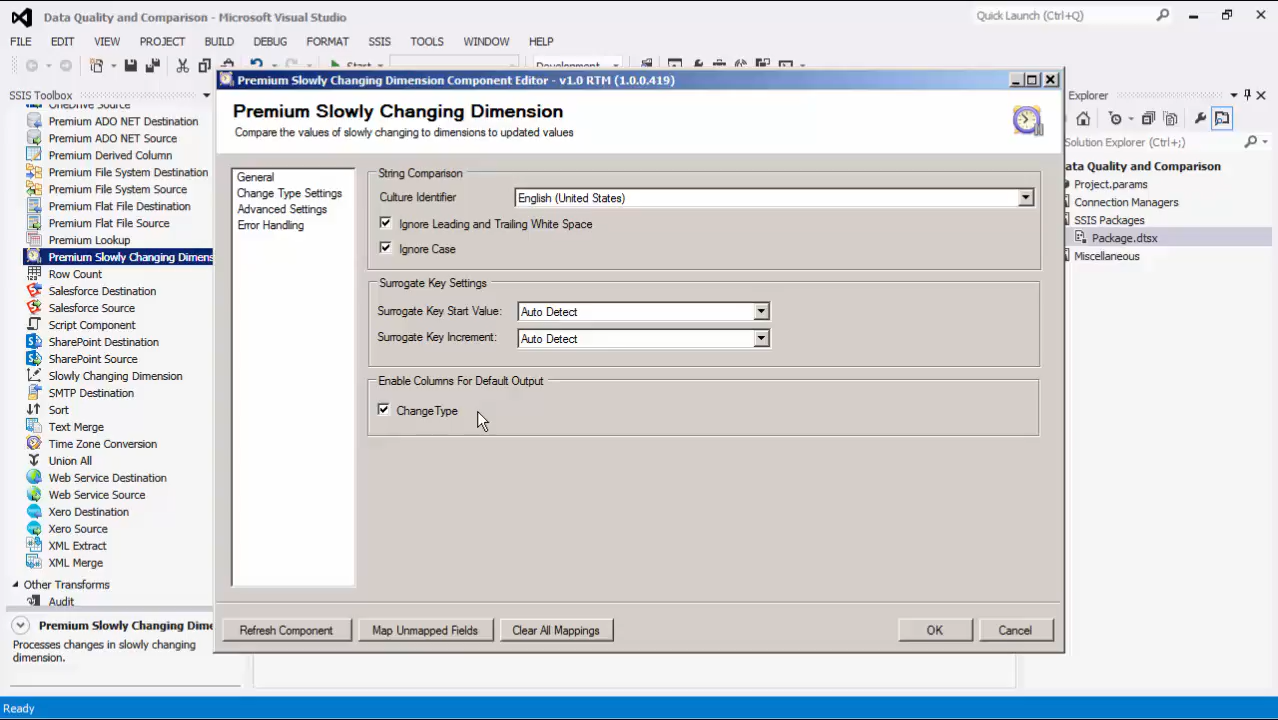 Data Quality and Comparison - Microsoft Visual Studio
Quick Launch (Ctrl+Q)
FILE EDIT VIEW PROJECT BUILD DEBUG FORMAT SSIS TOOLS WINDOW HELP
Start
Development
SSIS Toolbox
OneDrive Source
Premium ADO NET Destination
Premium ADO NET Source
Premium Derived Column
Premium File System Destination
Premium File System Source
Premium Flat File Destination
Premium Flat File Source
Premium Lookup
Premium Slowly Changing Dimens
Row Count
Salesforce Destination
Salesforce Source
Script Component
SharePoint Destination
SharePoint Source
Slowly Changing Dimension
SMTP Destination
Sort
Text Merge
Time Zone Conversion
Union All
Web Service Destination
Web Service Source
Xero Destination
Xero Source
XML Extract
XML Merge
Other Transforms
Audit
Premium Slowly Changing Dime
Processes changes in slowly changing
dimension.
Ready
Premium Slowly Changing Dimension Component Editor - v1.0 RTM (1.0.0.419)
Premium Slowly Changing Dimension
Compare the values of slowly changing to dimensions to updated values
General
Change Type Settings
Advanced Settings
Error Handling
String Comparison
Culture Identifier English (United States)
Ignore Leading and Trailing White Space
Ignore Case
Surrogate Key Settings
Surrogate Key Start Value: Auto Detect
Surrogate Key Increment: Auto Detect
Enable Columns For Default Output
ChangeType
Refresh Component Map Unmapped Fields Clear All Mappings OK Cancel
Explorer
Solution Explorer (Ctrl+;)
ata Quality and Comparison
Project.params
Connection Managers
SSIS Packages
Package.dtsx
Miscellaneous